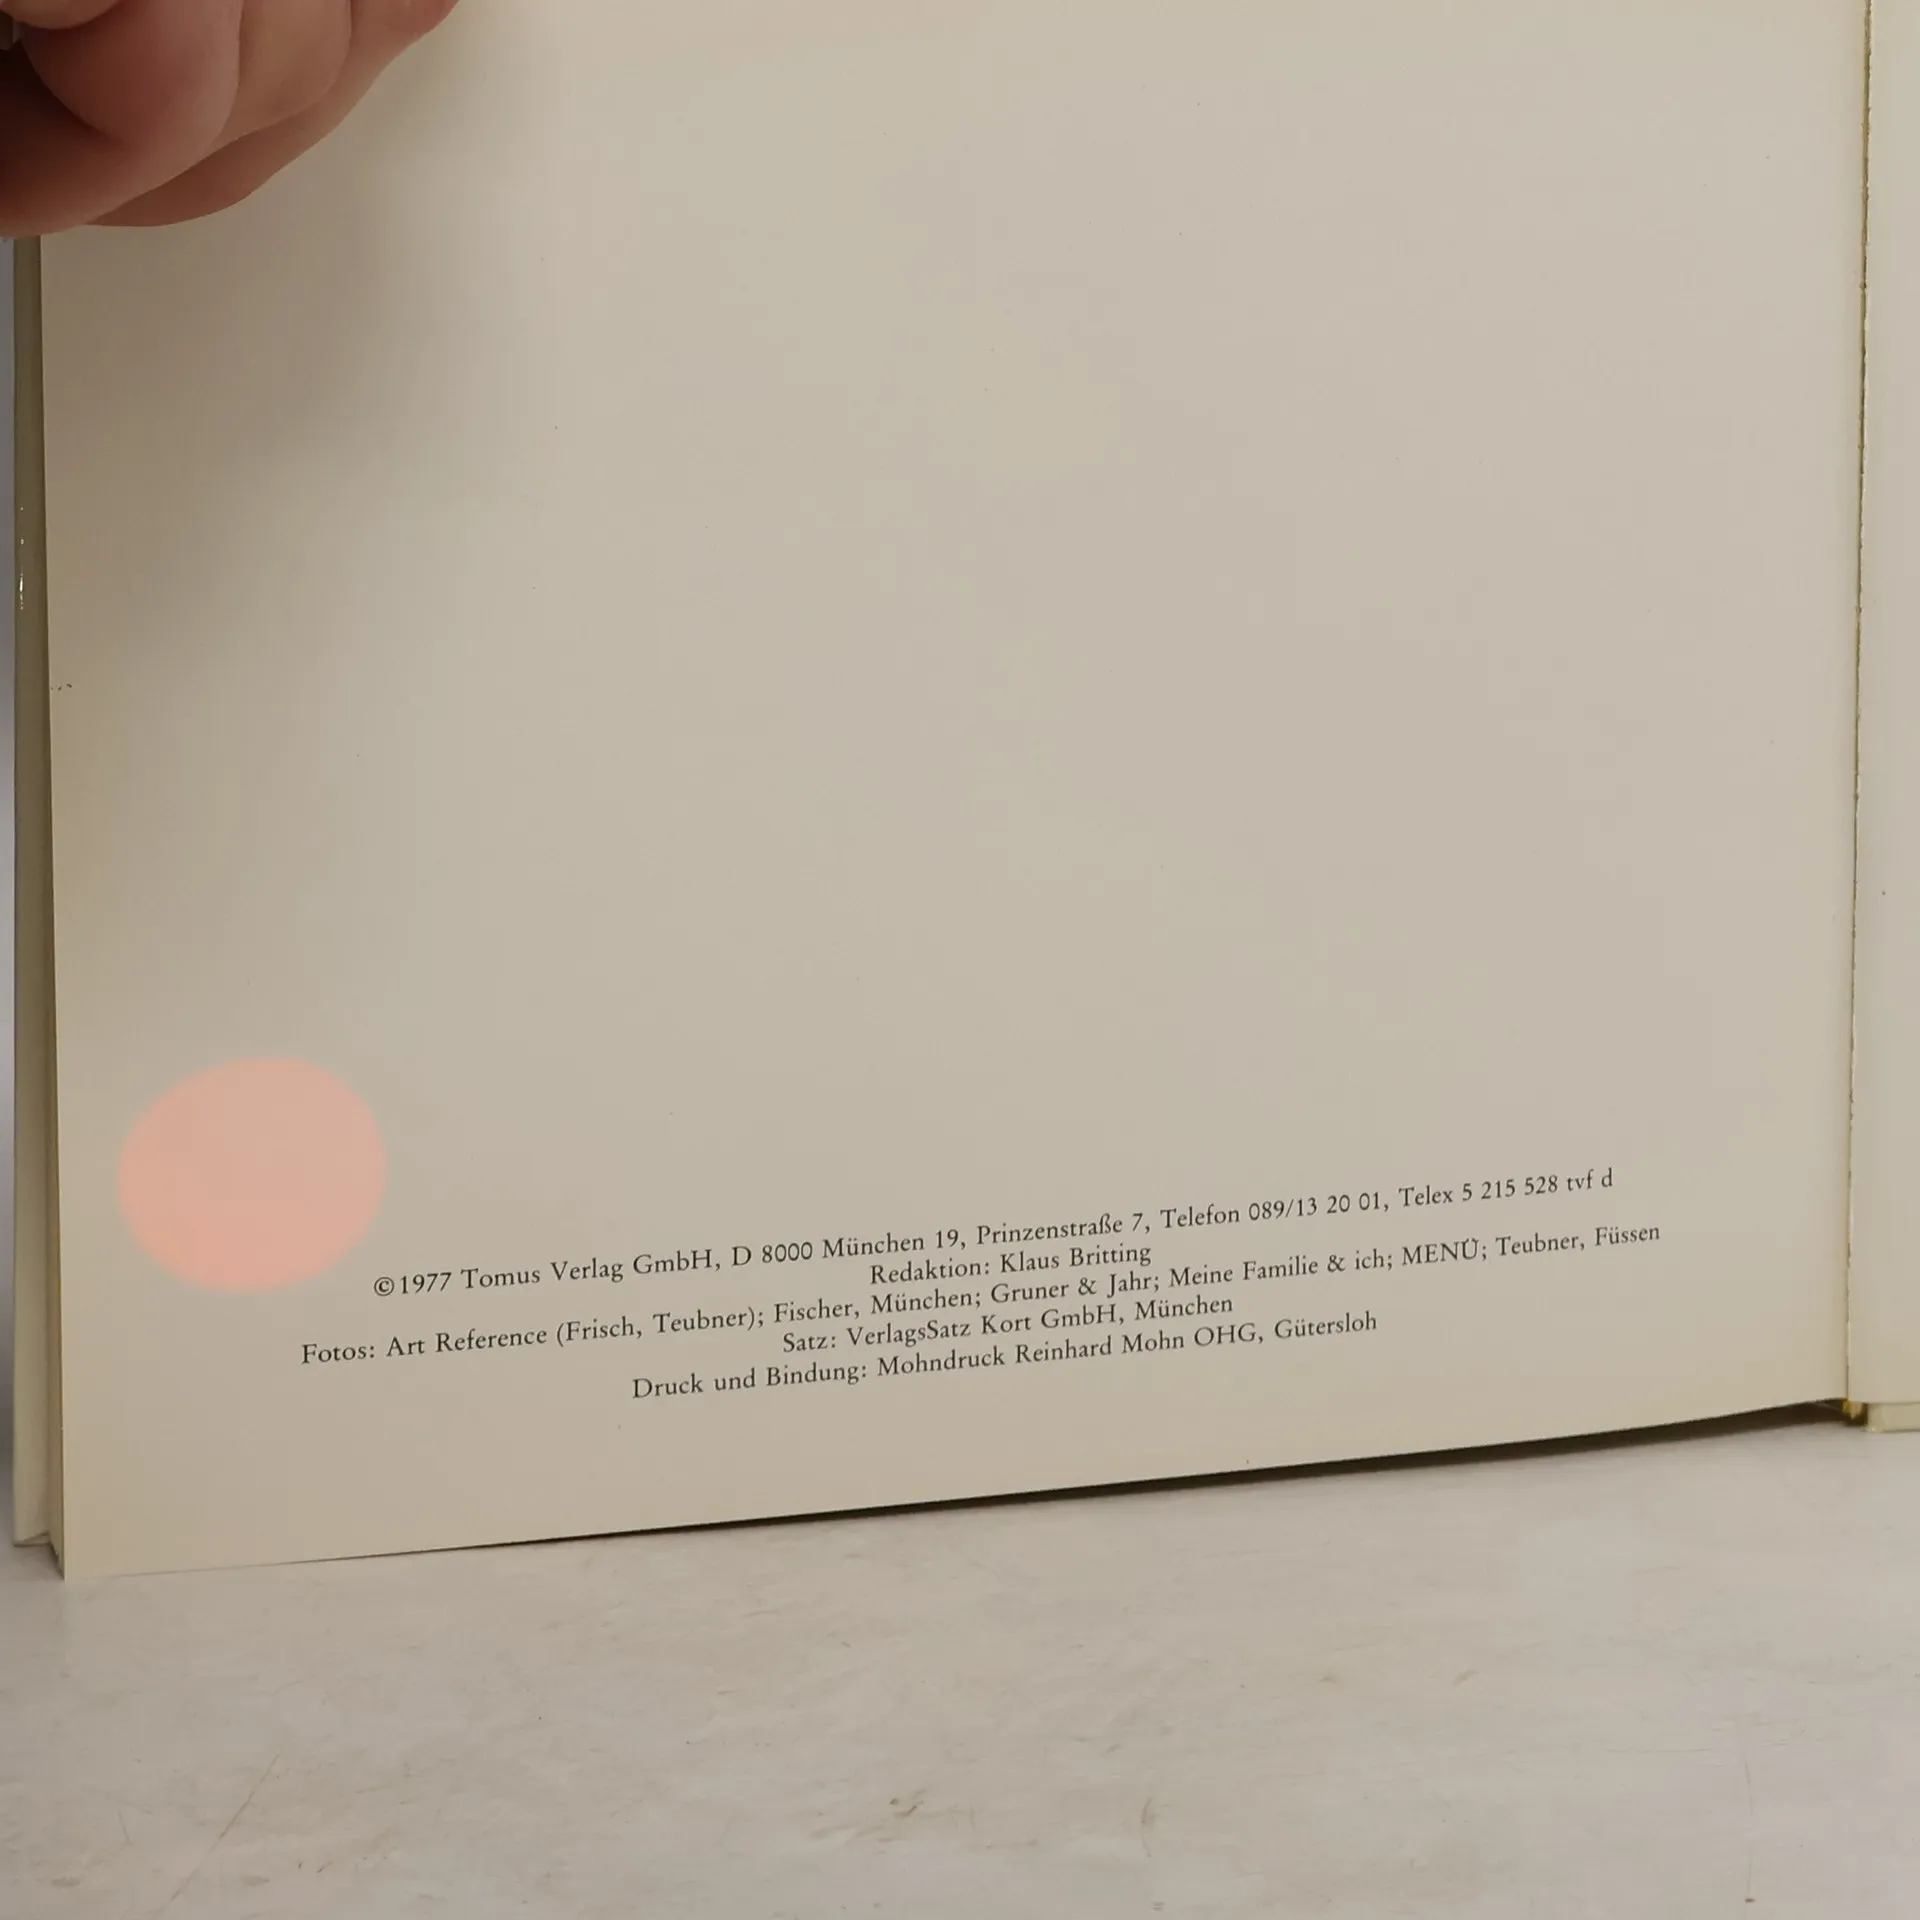 ©1977 Tomus Verlag GmbH, D 8000 München 19, Prinzenstraße 7, Telefon 089/13 20 01, Telex 5 215 528 tvf d
Redaktion: Klaus Britting
Fotos: Art Reference (Frisch, Teubner); Fischer, München; Gruner & Jahr; Meine Familie & ich; MENÜ; Teubner, Füssen
Satz: VerlagsSatz Kort GmbH, München
Druck und Bindung: Mohndruck Reinhard Mohn OHG, Gütersloh